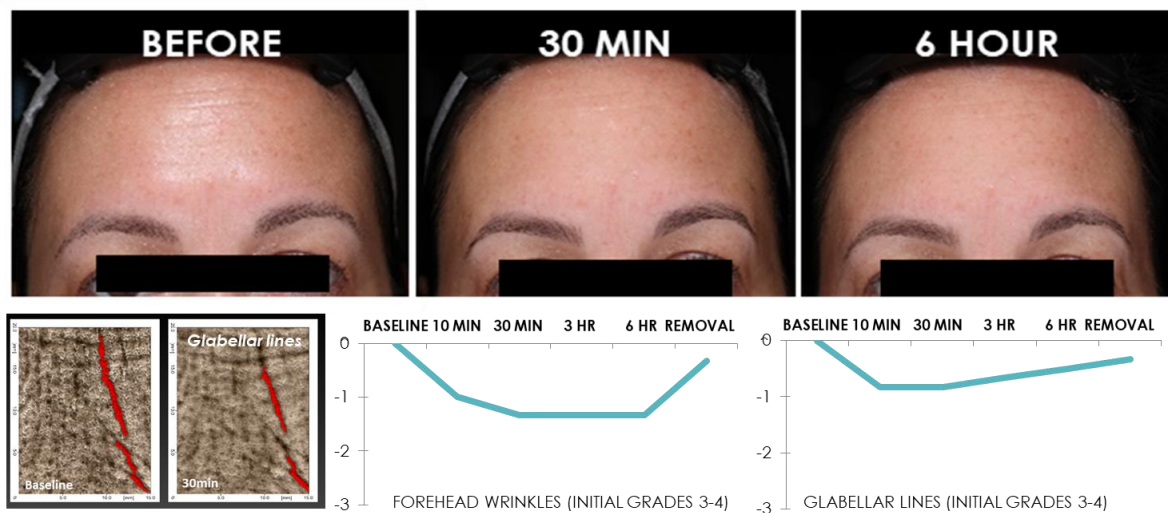 BEFORE
30 MIN
6 HOUR
Glabellar lines
Baseline
30min
BASELINE 10 MIN 30 MIN 3 HR 6 HR REMOVAL
0
-1
-2
-3
FOREHEAD WRINKLES (INITIAL GRADES 3-4)
BASELINE 10 MIN 30 MIN 3 HR 6 HR REMOVAL
0
-1
-2
-3
GLABELLAR LINES (INITIAL GRADES 3-4)